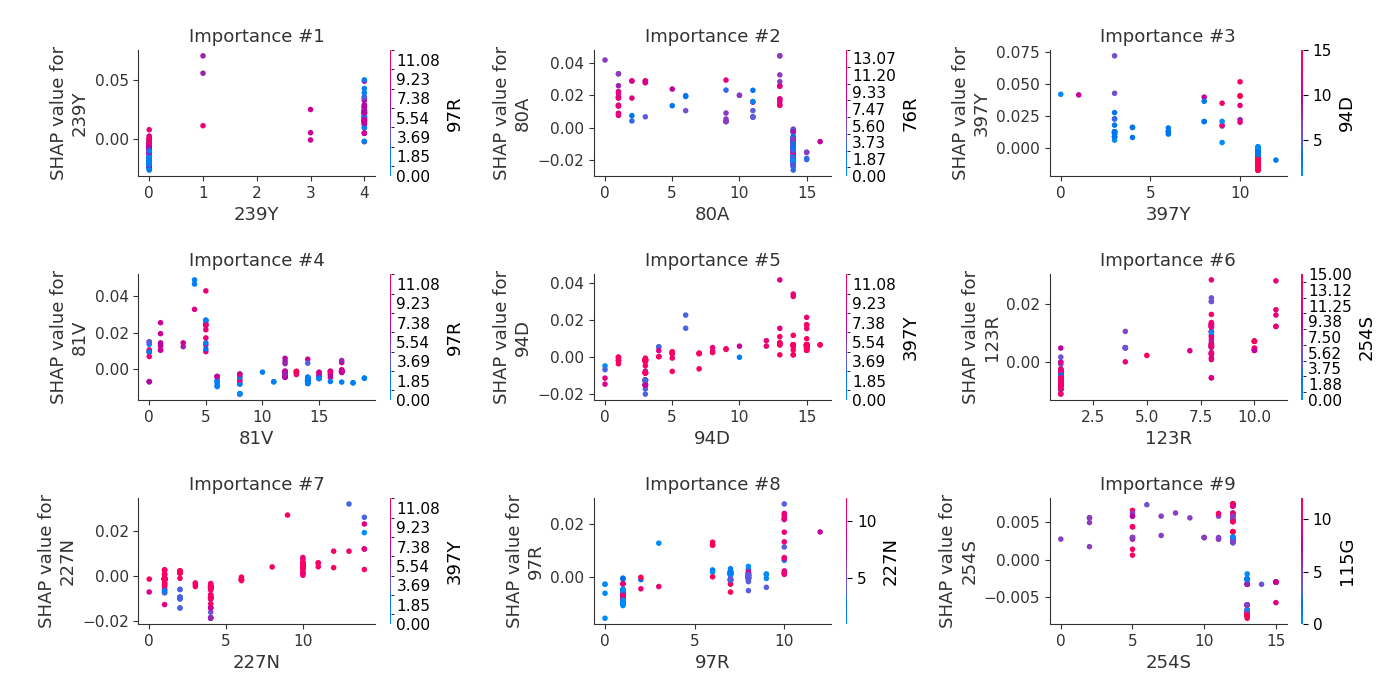 Importance #1
SHAP value for
239Y
0.05
0.00
0
1
2
3
4
239Y
11.08
9.23
7.38
5.54
3.69
1.85
0.00
97R
Importance #2
SHAP value for
80A
0.04
0.02
0.00
−0.02
0
5
10
15
80A
13.07
11.20
9.33
7.47
5.60
3.73
1.87
0.00
76R
Importance #3
SHAP value for
397Y
0.075
0.050
0.025
0.000
0
5
10
397Y
15
10
5
94D
Importance #4
SHAP value for
81V
0.04
0.02
0.00
0
5
10
15
81V
11.08
9.23
7.38
5.54
3.69
1.85
0.00
97R
Importance #5
SHAP value for
94D
0.04
0.02
0.00
−0.02
0
5
10
15
94D
11.08
9.23
7.38
5.54
3.69
1.85
0.00
397Y
Importance #6
SHAP value for
123R
0.02
0.00
2.5
5.0
7.5
10.0
123R
15.00
13.12
11.25
9.38
7.50
5.62
3.75
1.88
0.00
254S
Importance #7
SHAP value for
227N
0.02
0.00
−0.02
0
5
10
227N
11.08
9.23
7.38
5.54
3.69
1.85
0.00
397Y
Importance #8
SHAP value for
97R
0.02
0.00
0
5
10
97R
10
5
227N
Importance #9
SHAP value for
254S
0.005
0.000
−0.005
0
5
10
15
254S
10
5
0
115G